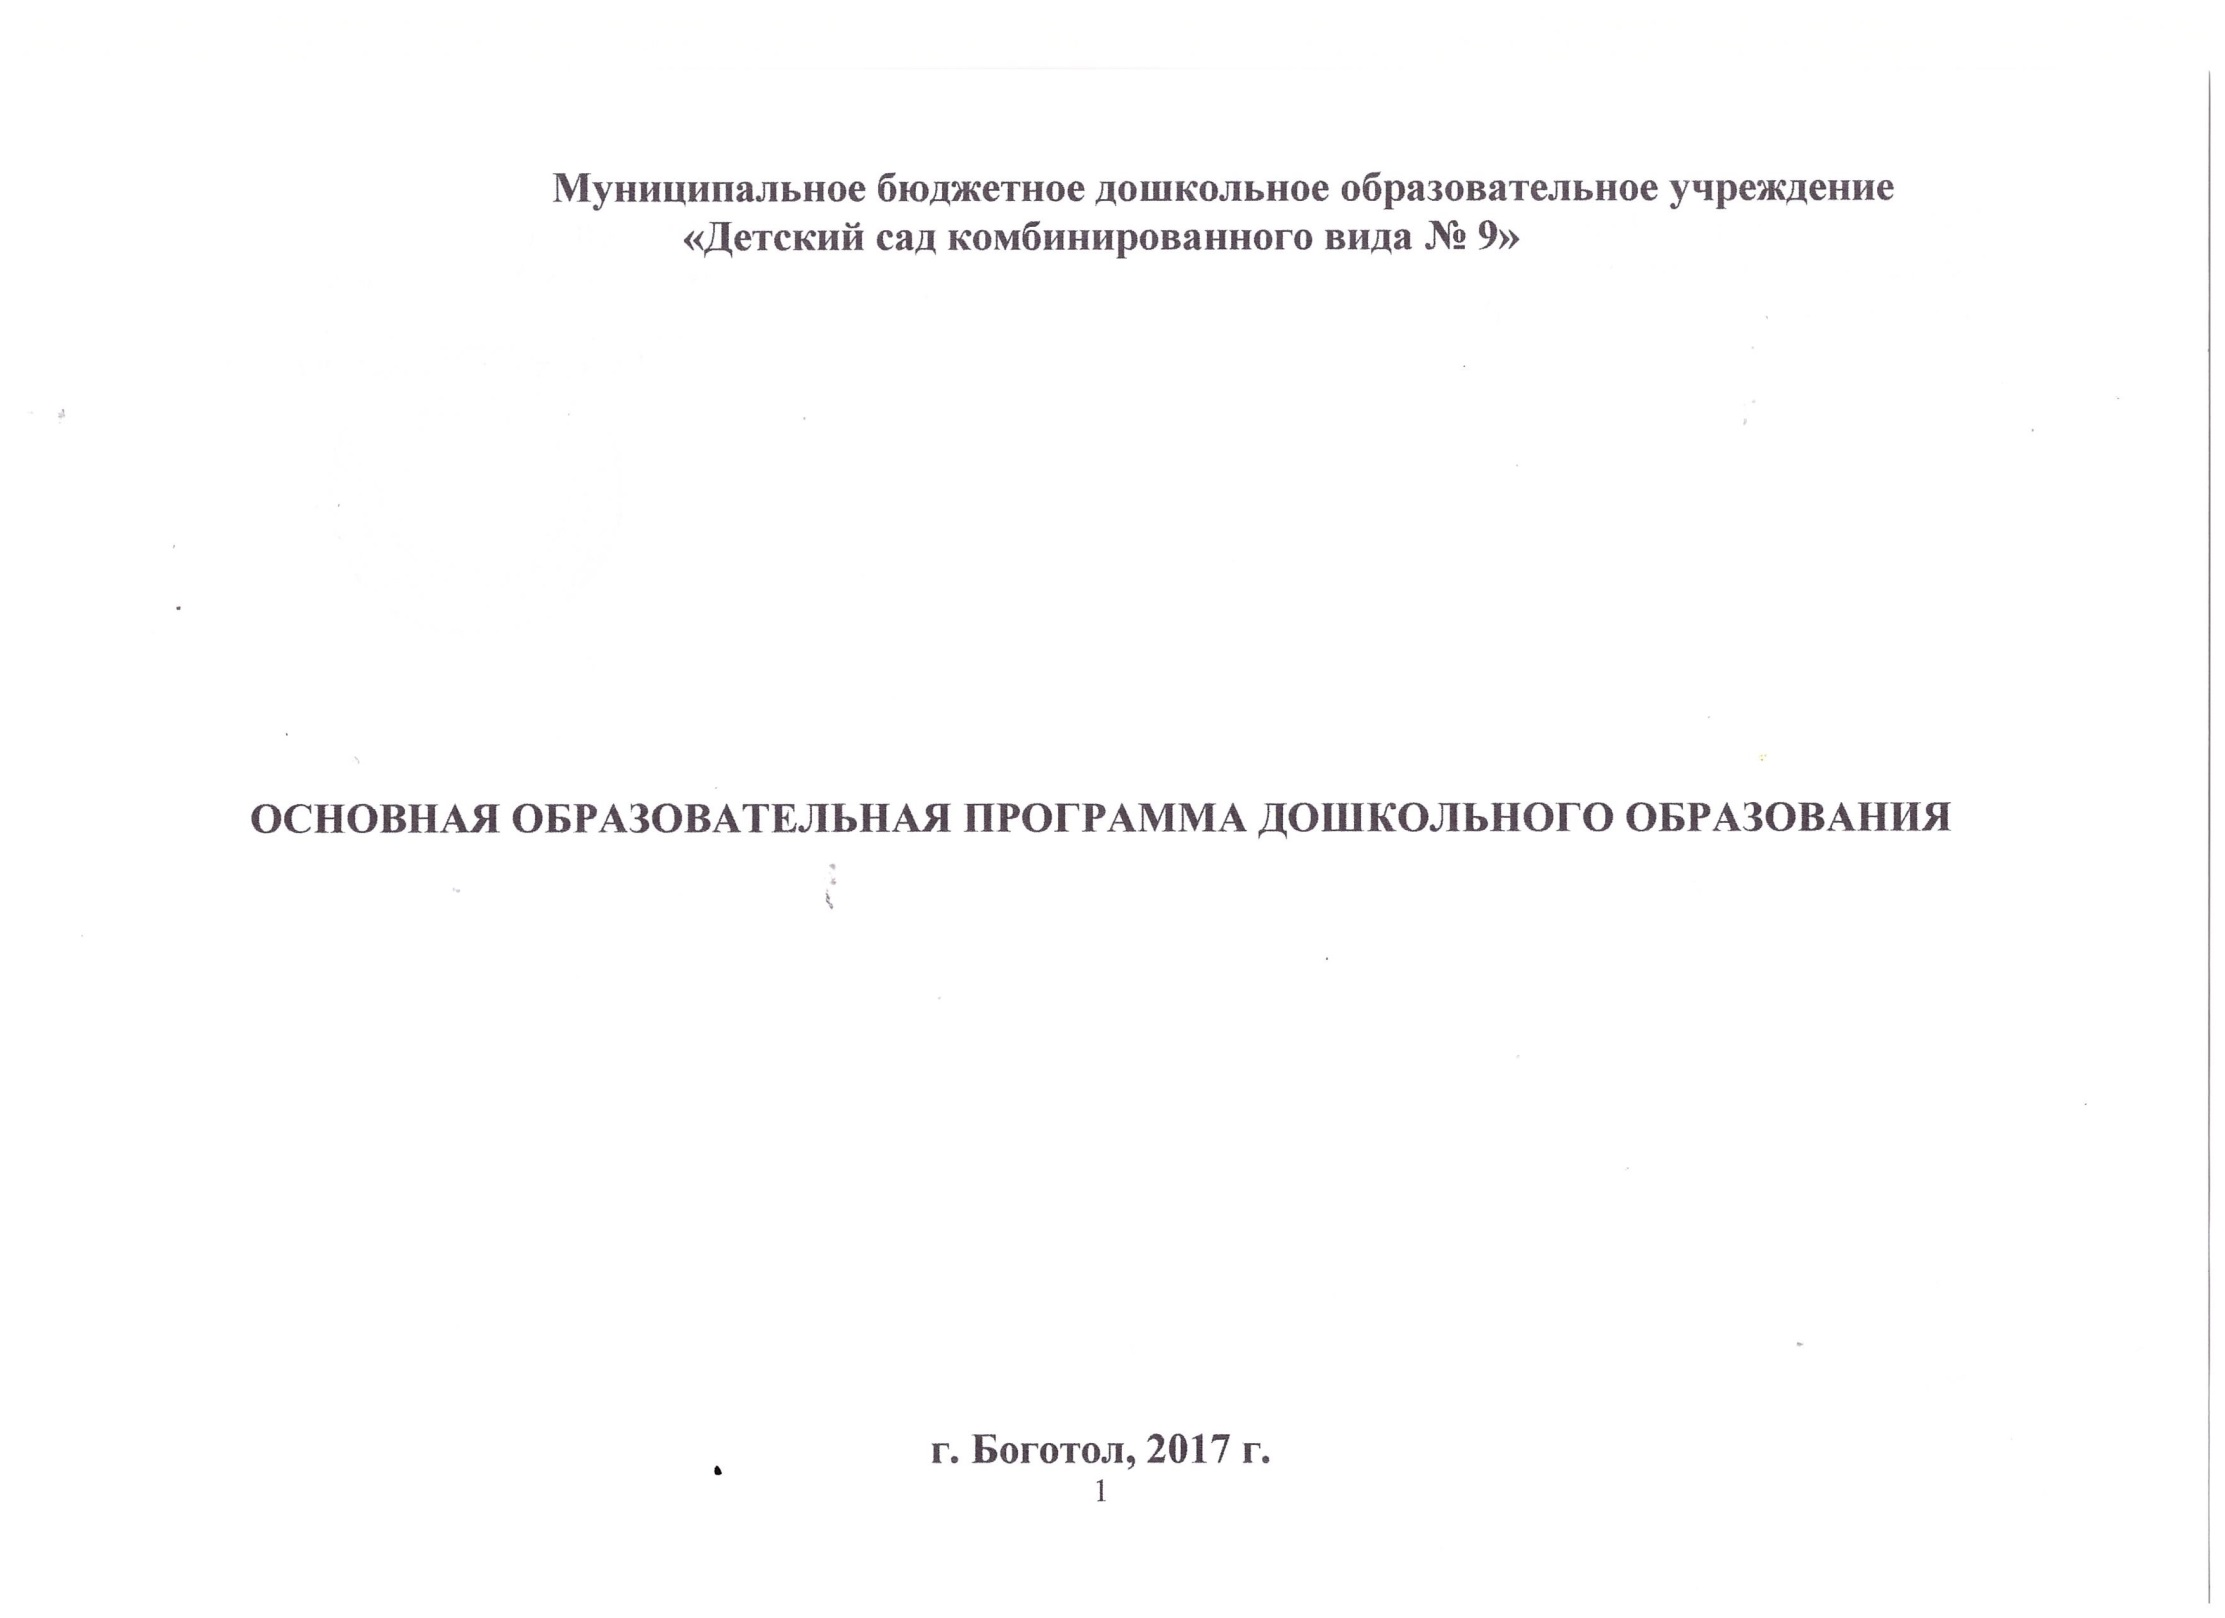 Муниципальное бюджетное дошкольное образовательное учреждение
«Детский сад комбинированного вида № 9»
ОСНОВНАЯ ОБРАЗОВАТЕЛЬНАЯ ПРОГРАММА ДОШКОЛЬНОГО ОБРАЗОВАНИЯ
г. Боготол, 2017 г.
1